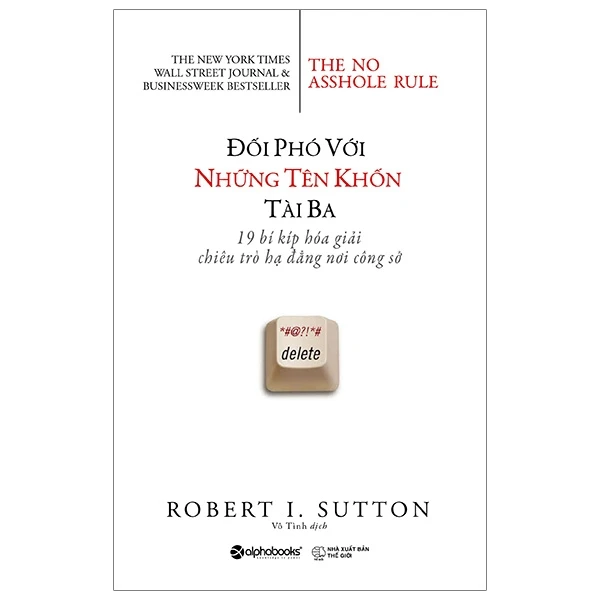 THE NEW YORK TIMES
WALL STREET JOURNAL &
BUSINESSWEEK BESTSELLER
THE NO
ASSHOLE RULE
ĐỐI PHÓ VỚI
NHỮNG TÊN KHỐN
TÀI BA
19 bí kíp hóa giải
chiêu trò hạ đẳng nơi công sở
*#@?!*#
delete
ROBERT I. SUTTON
Võ Tình dịch
alphabooks®
NHÀ XUẤT BẢN
THẾ GIỚI